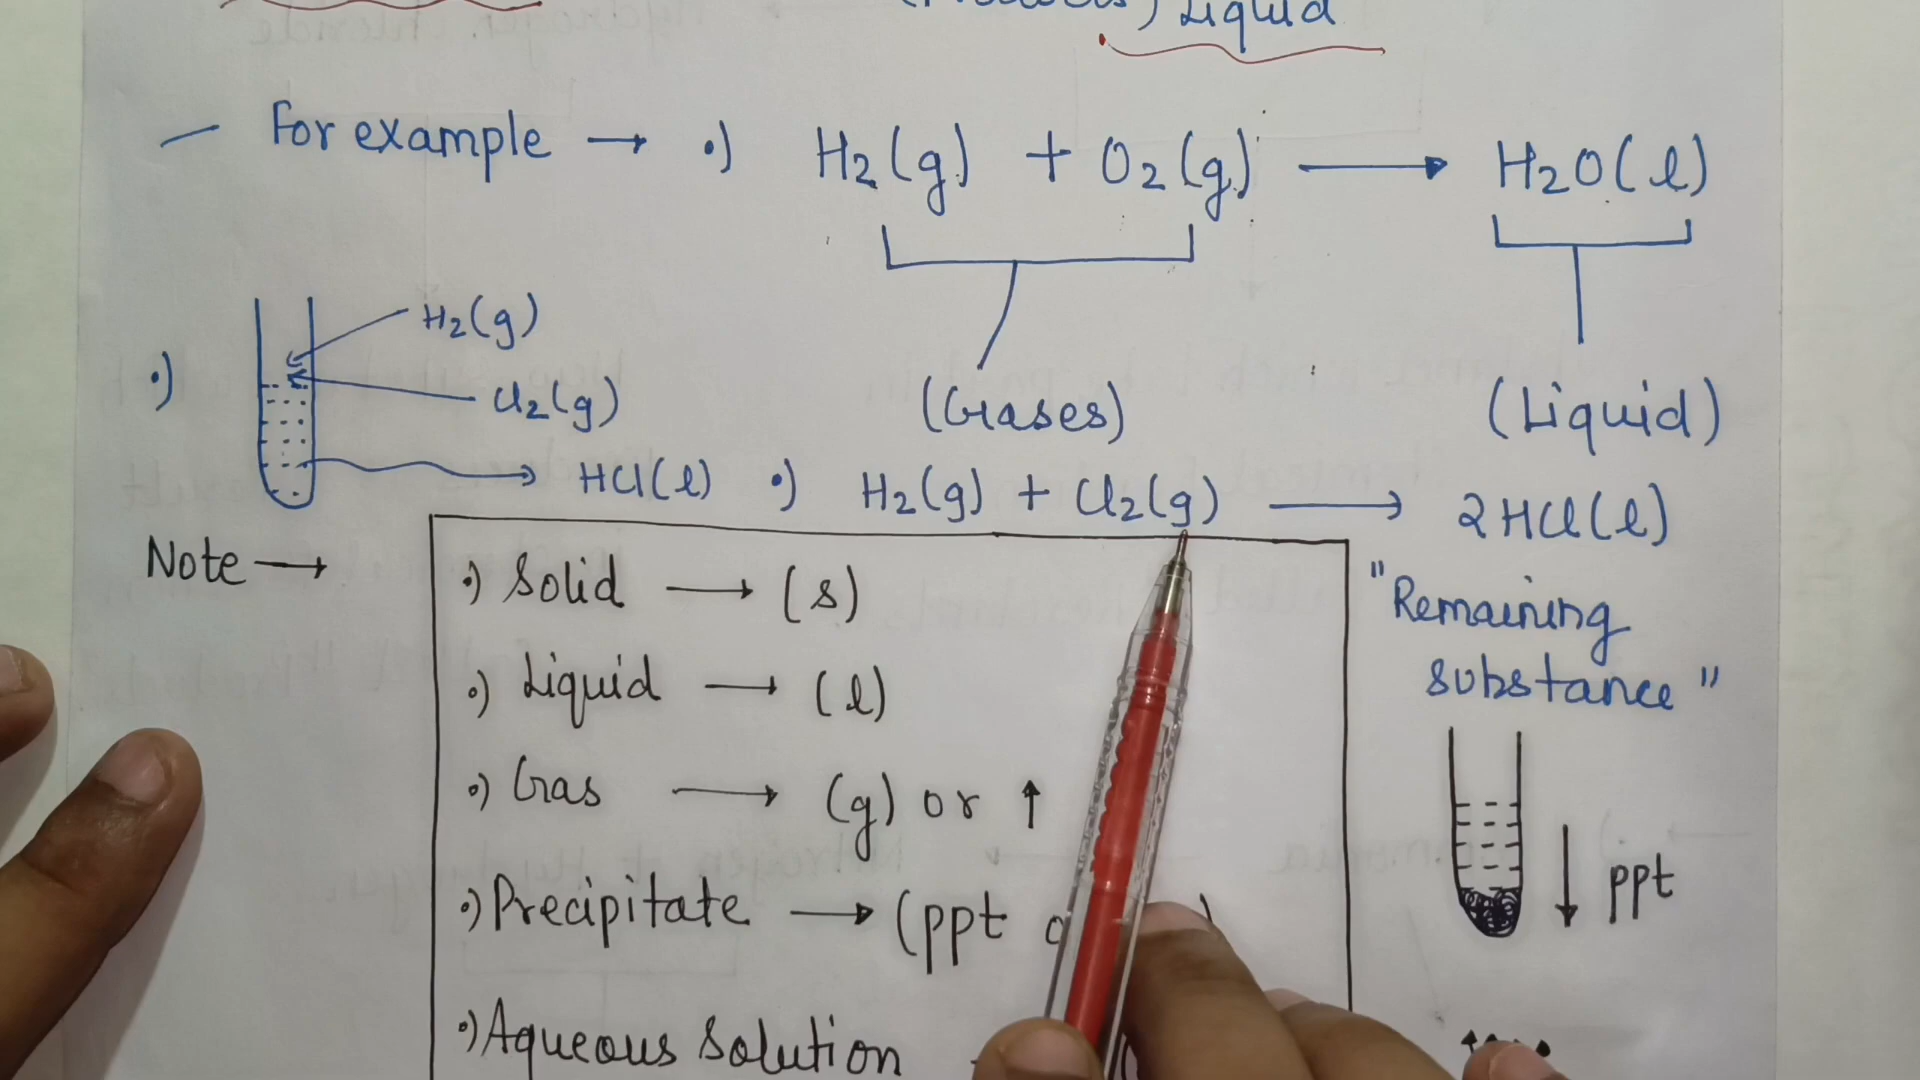 Liquid
For example → •) H2(g) + O2(g) → H2O(l)
H2(g)
•) Cl2(g) (Gases) (Liquid)
HCl(l) •) H2(g) + Cl2(g) → 2HCl(l)
Note → •) Solid → (s) "Remaining
substance"
•) Liquid → (l)
•) Gas → (g) or ↑
•) Precipitate → (ppt ↓ ppt
•) Aqueous Solution